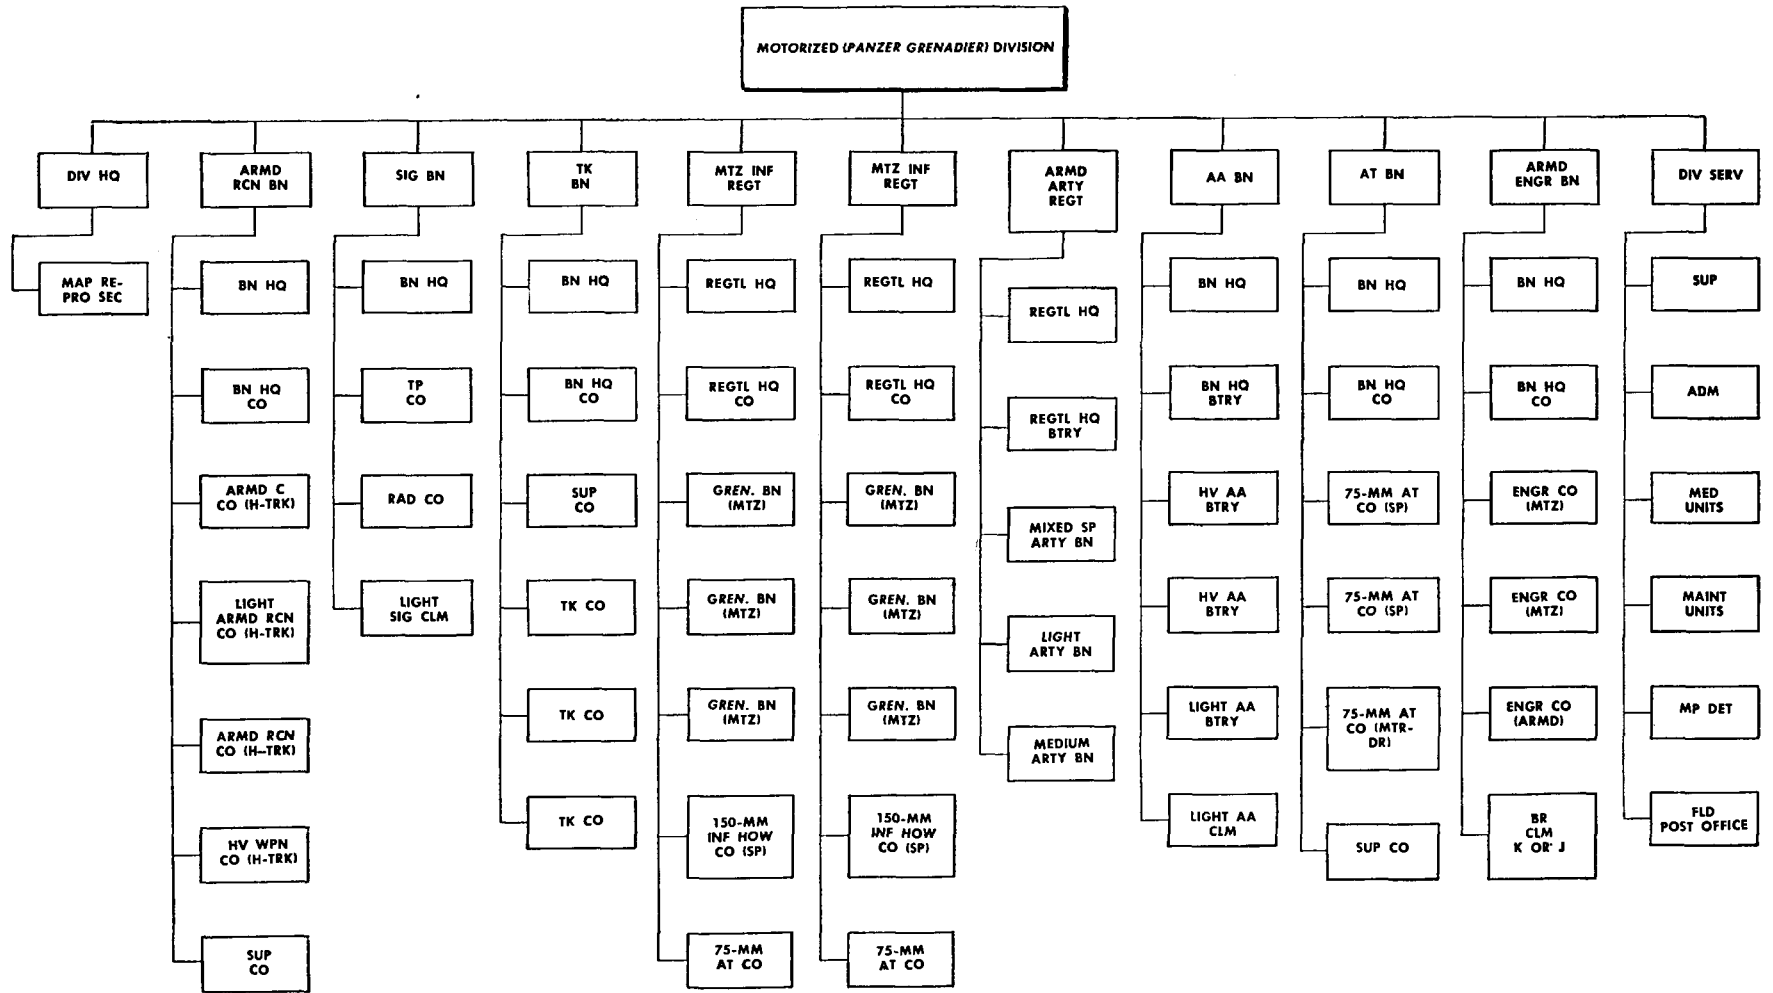 MOTORIZED (PANZER GRENADIER) DIVISION
DIV HQ
MAP RE-
PRO SEC
ARMD
RCN BN
BN HQ
BN HQ
CO
ARMD C
CO (H-TRK)
LIGHT
ARMD RCN
CO (H-TRK)
ARMD RCN
CO (H-TRK)
HV WPN
CO (H-TRK)
SUP
CO
SIG BN
BN HQ
TP
CO
RAD CO
LIGHT
SIG CLM
TK
BN
BN HQ
BN HQ
CO
SUP
CO
TK CO
TK CO
TK CO
MTZ INF
REGT
REGTL HQ
REGTL HQ
CO
GREN. BN
(MTZ)
GREN. BN
(MTZ)
GREN. BN
(MTZ)
150-MM
INF HOW
CO (SP)
75-MM
AT CO
MTZ INF
REGT
REGTL HQ
REGTL HQ
CO
GREN. BN
(MTZ)
GREN. BN
(MTZ)
GREN. BN
(MTZ)
150-MM
INF HOW
CO (SP)
75-MM
AT CO
ARMD
ARTY
REGT
REGTL HQ
REGTL HQ
BTRY
MIXED SP
ARTY BN
LIGHT
ARTY BN
MEDIUM
ARTY BN
AA BN
BN HQ
BN HQ
BTRY
HV AA
BTRY
HV AA
BTRY
LIGHT AA
BTRY
LIGHT AA
CLM
AT BN
BN HQ
BN HQ
CO
75-MM AT
CO (SP)
75-MM AT
CO (SP)
75-MM AT
CO (MTR-
DR)
SUP CO
ARMD
ENGR BN
BN HQ
BN HQ
CO
ENGR CO
(MTZ)
ENGR CO
(MTZ)
ENGR CO
(ARMD)
BR
CLM
K OR J
DIV SERV
SUP
ADM
MED
UNITS
MAINT
UNITS
MP DET
FLD
POST OFFICE